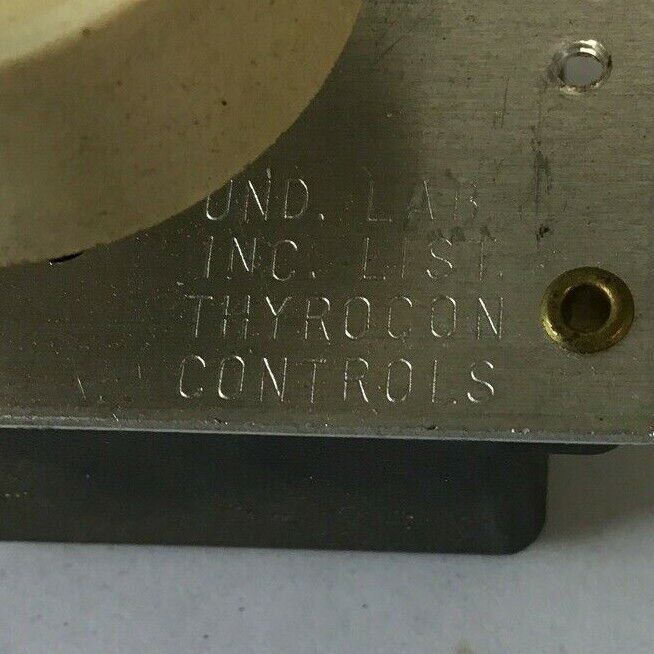 UND. LAB.
INC. LIST.
THYROCON
CONTROLS